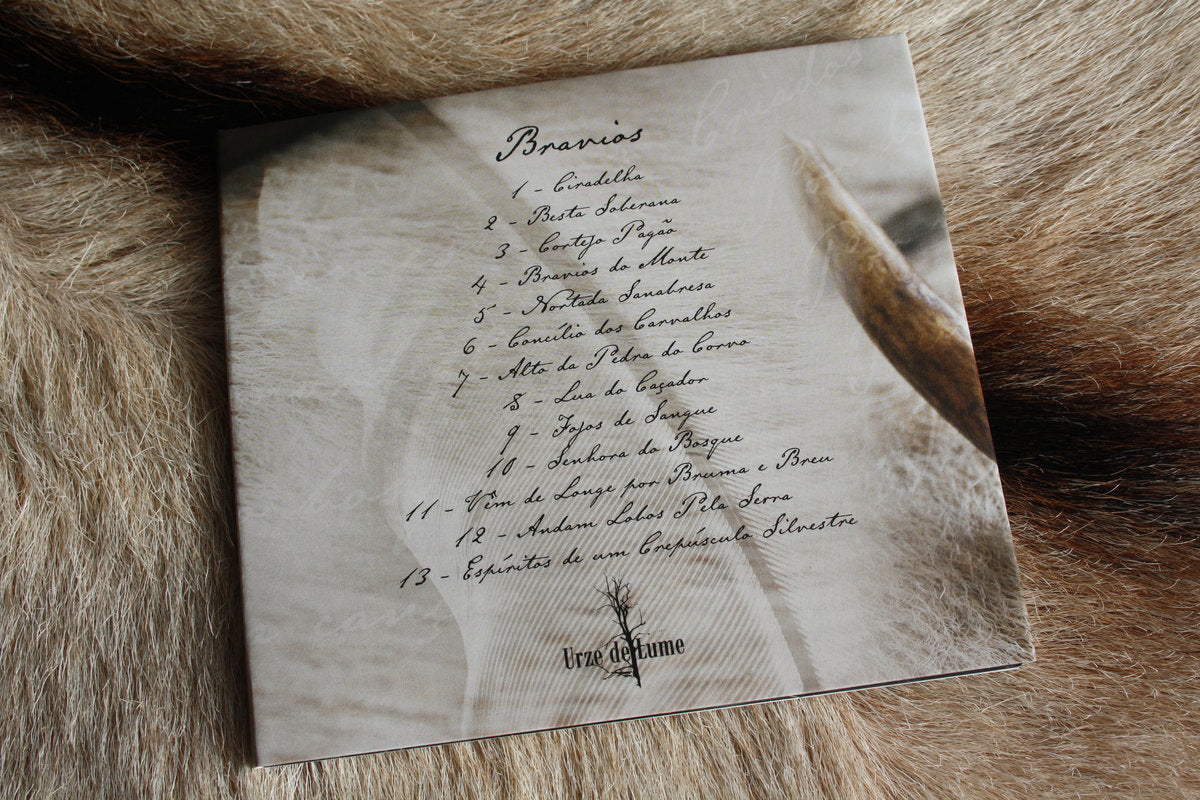 Bravios
1 - Ciradelha
2 - Besta Soberana
3 - Cortejo Pagão
4 - Bravios do Monte
5 - Nortada Sanabresa
6 - Concílio dos Carvalhos
7 - Alto da Pedra do Corvo
8 - Lua do Caçador
9 - Fojos de Sangue
10 - Senhora do Bosque
11 - Vêm de Longe por Bruma e Breu
12 - Andam Lobos Pela Serra
13 - Espíritos de um Crepúsculo Silvestre
Urze de Lume